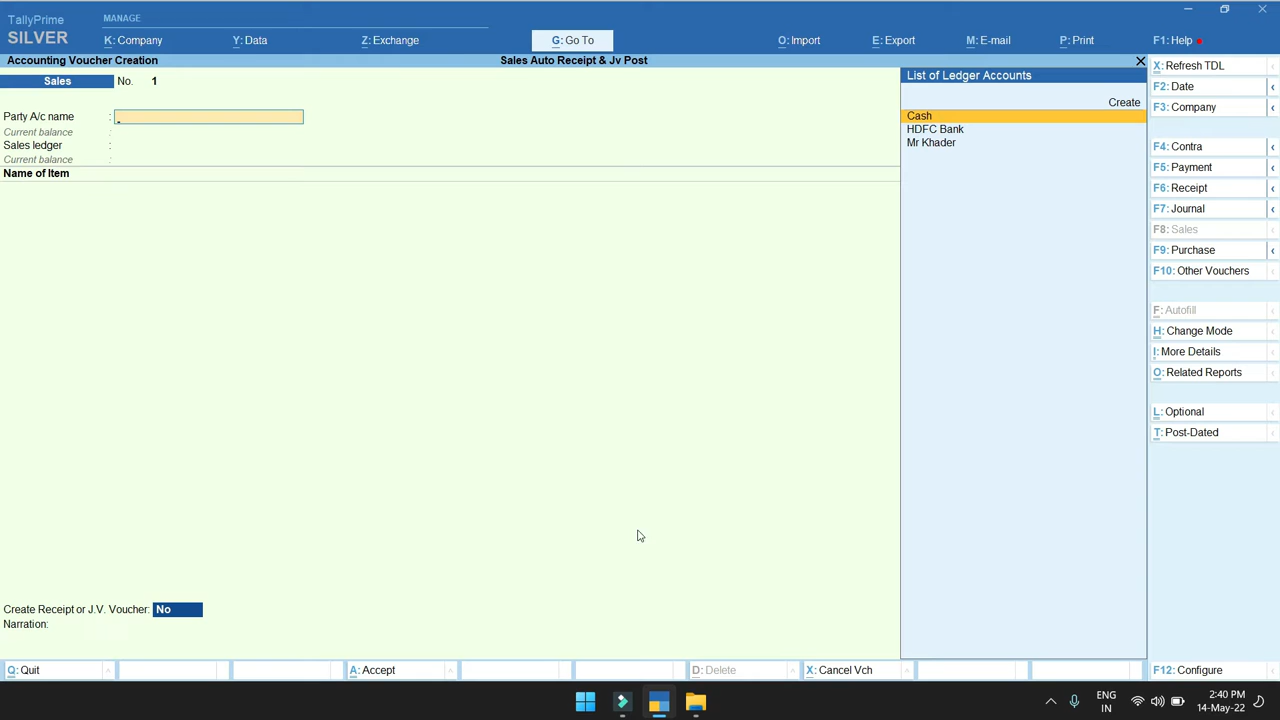 TallyPrime
SILVER
MANAGE
K: Company
Y: Data
Z: Exchange
G: Go To
O: Import
E: Export
M: E-mail
P: Print
F1: Help
Accounting Voucher Creation
Sales Auto Receipt & Jv Post
Sales No. 1
Party A/c name :
Current balance :
Sales ledger :
Current balance :
Name of Item
Create Receipt or J.V. Voucher: No
Narration:
List of Ledger Accounts
Create
Cash
HDFC Bank
Mr Khader
X: Refresh TDL
F2: Date
F3: Company
F4: Contra
F5: Payment
F6: Receipt
F7: Journal
F8: Sales
F9: Purchase
F10: Other Vouchers
F: Autofill
H: Change Mode
I: More Details
O: Related Reports
L: Optional
T: Post-Dated
Q: Quit
A: Accept
D: Delete
X: Cancel Vch
F12: Configure
ENG
IN
2:40 PM
14-May-22